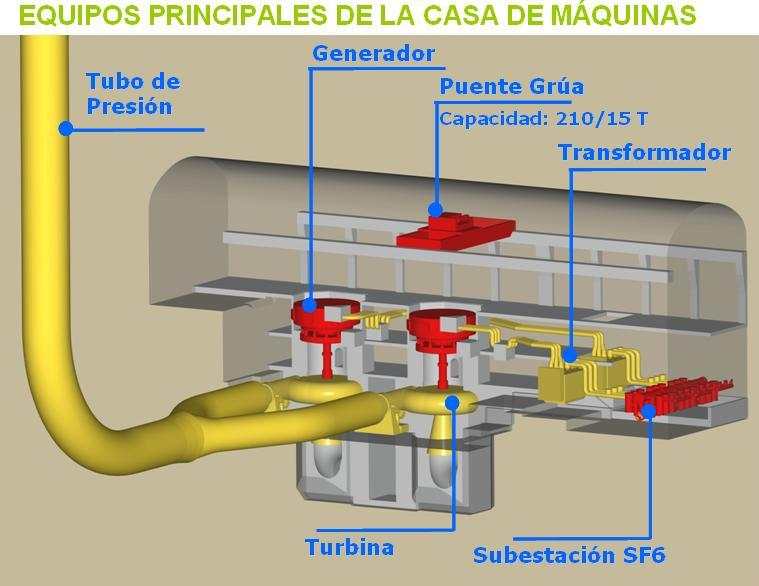 EQUIPOS PRINCIPALES DE LA CASA DE MÁQUINAS
Generador
Tubo de
Presión
Puente Grúa
Capacidad: 210/15 T
Transformador
Turbina
Subestación SF6